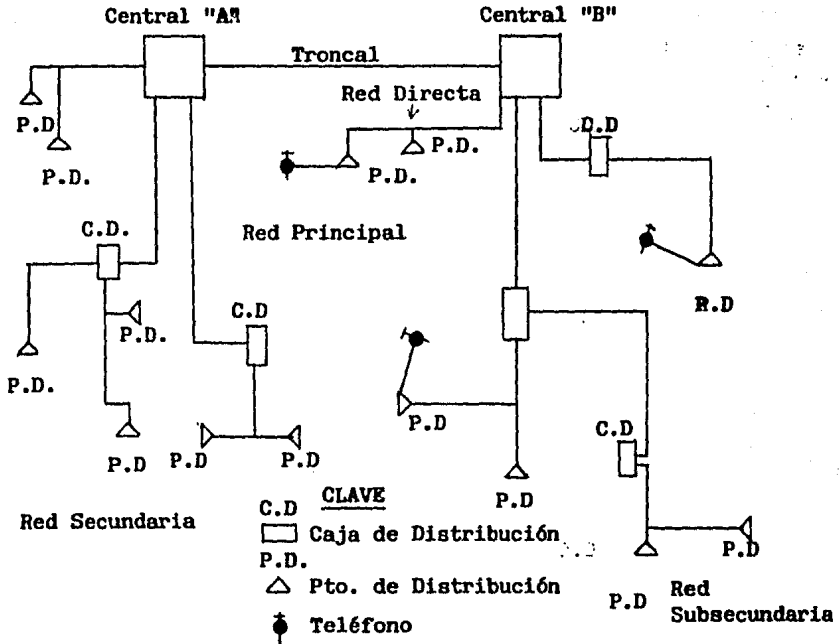 Central "A"
Central "B"
Troncal
Red Directa
P.D
P.D.
P.D.
P.D.
C.D
C.D.
Red Principal
R.D
C.D
P.D.
P.D.
P.D
C.D
P.D
P.D
P.D
P.D
Red Secundaria
C.D
CLAVE
Caja de Distribución
P.D.
Pto. de Distribución
Teléfono
P.D
P.D
Red
Subsecundaria